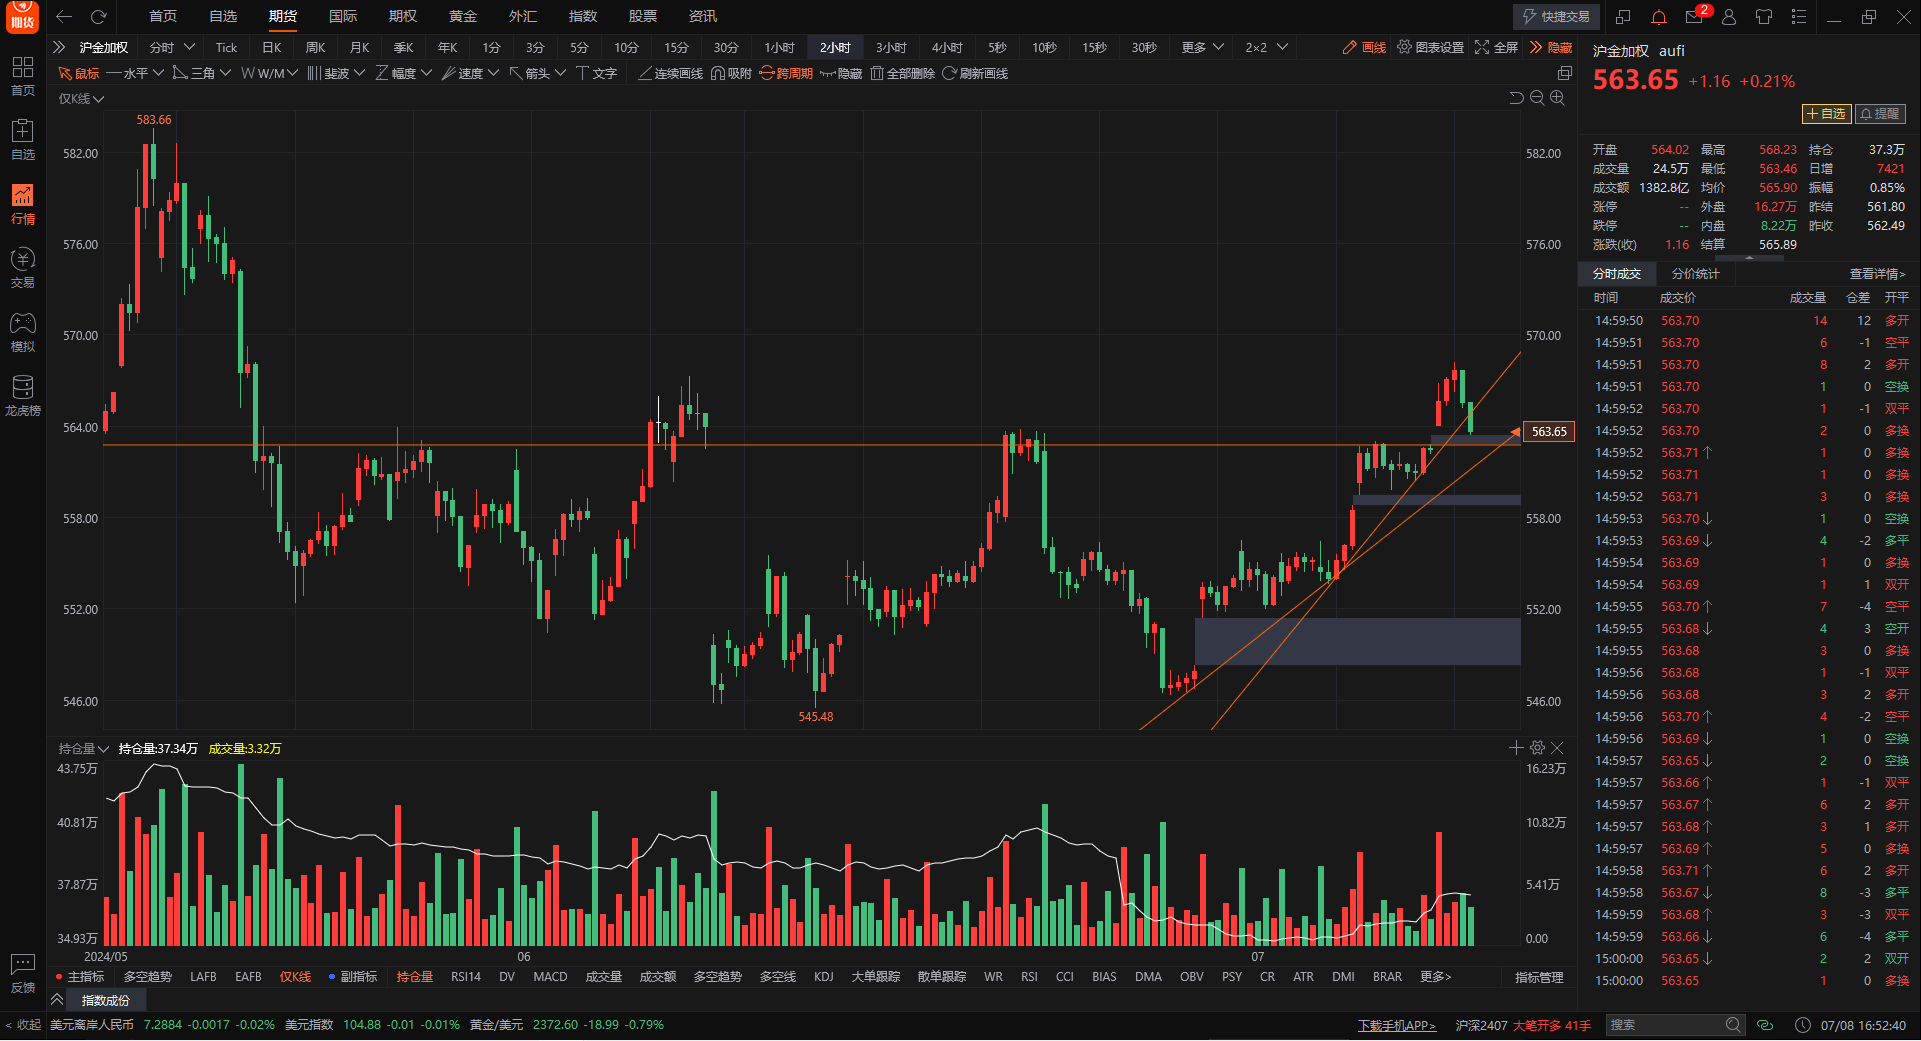 期货
首页 自选 期货 国际 期权 黄金 外汇 指数 股票 资讯
快捷交易
2
首页
自选
行情
交易
模拟
龙虎榜
反馈
< 收起
沪金加权 分时 Tick 日K 周K 月K 季K 年K 1分 3分 5分 10分 15分 30分 1小时 2小时 3小时 4小时 5秒 10秒 15秒 30秒 更多 2×2 画线 图表设置 全屏 隐藏
鼠标 水平 三角 W/M 斐波 幅度 速度 箭头 文字 连续画线 吸附 跨周期 隐藏 全部删除 刷新画线
仅K线
583.66
582.00 582.00
576.00 576.00
570.00 570.00
564.00 563.65
558.00 558.00
552.00 552.00
546.00 546.00
545.48
持仓量 持仓量:37.34万 成交量:3.32万
43.75万 16.23万
40.81万 10.82万
37.87万 5.41万
34.93万 0.00
2024/05 06 07
主指标 多空趋势 LAFB EAFB 仅K线 副指标 持仓量 RSI14 DV MACD 成交量 成交额 多空趋势 多空线 KDJ 大单跟踪 散单跟踪 WR RSI CCI BIAS DMA OBV PSY CR ATR DMI BRAR 更多> 指标管理
指数成份
沪金加权 aufi
563.65 +1.16 +0.21%
自选 提醒
开盘 564.02 最高 568.23 持仓 37.3万
成交量 24.5万 最低 563.46 日增 7421
成交额 1382.8亿 均价 565.90 振幅 0.85%
涨停 -- 外盘 16.27万 昨结 561.80
跌停 -- 内盘 8.22万 昨收 562.49
涨跌(收) 1.16 结算 565.89
分时成交 分价统计 查看详情>
时间 成交价 成交量 仓差 开平
14:59:50 563.70 14 12 多开
14:59:51 563.70 6 -1 空平
14:59:51 563.70 8 2 多开
14:59:51 563.70 1 0 空换
14:59:52 563.70 1 -1 双平
14:59:52 563.70 2 0 多换
14:59:52 563.71↑ 1 0 多换
14:59:52 563.71 1 0 多换
14:59:52 563.71 3 0 多换
14:59:53 563.70↓ 1 0 空换
14:59:53 563.69↓ 4 -2 多平
14:59:54 563.69 1 0 多换
14:59:54 563.69 1 1 双开
14:59:55 563.70↑ 7 -4 空平
14:59:55 563.68↓ 4 3 空开
14:59:55 563.68 3 0 多换
14:59:56 563.68 1 -1 双平
14:59:56 563.68 3 2 多开
14:59:56 563.70↑ 4 -2 空平
14:59:56 563.69↓ 1 0 空换
14:59:57 563.65↓ 2 0 空换
14:59:57 563.66↑ 1 -1 双平
14:59:57 563.67↑ 6 2 多开
14:59:57 563.68↑ 3 1 多开
14:59:57 563.69↑ 5 0 多换
14:59:58 563.71↑ 6 2 多开
14:59:58 563.67↓ 8 -3 多平
14:59:59 563.68↑ 3 -3 双平
14:59:59 563.66↓ 6 -4 多平
15:00:00 563.65↓ 2 2 双开
15:00:00 563.65 1 0 多换
美元离岸人民币 7.2884 -0.0017 -0.02% 美元指数 104.88 -0.01 -0.01% 黄金/美元 2372.60 -18.99 -0.79%
下载手机APP> 沪深2407 大笔开多 41手 搜索 07/08 16:52:40